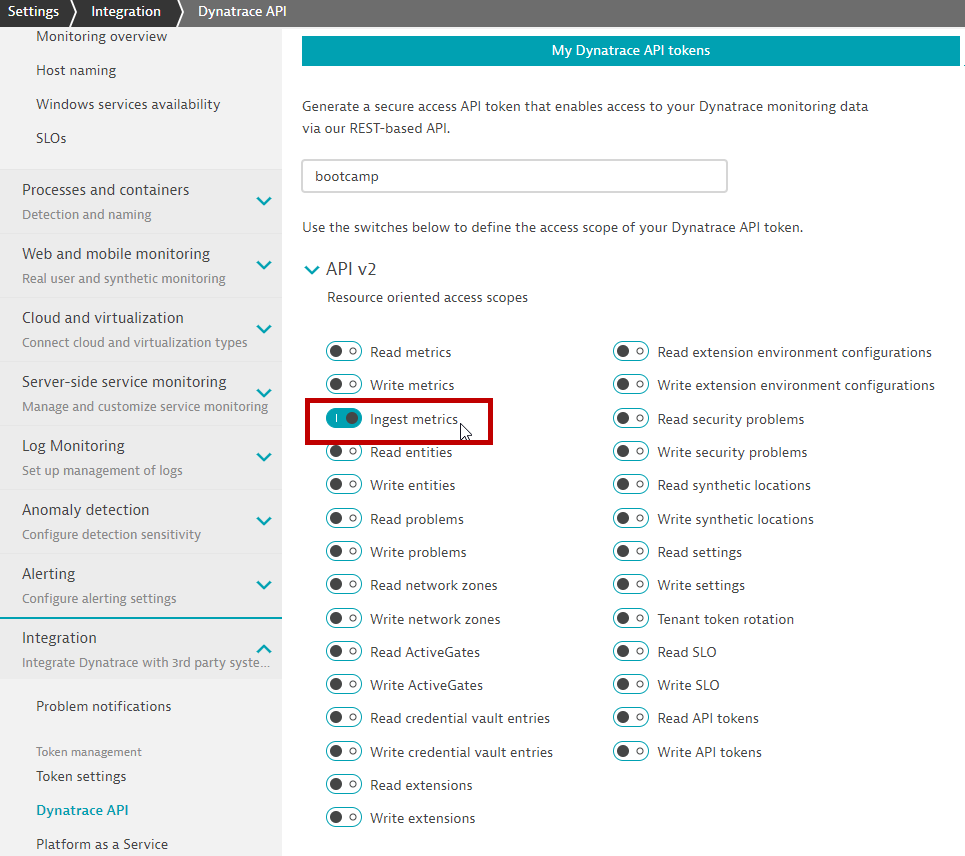 Settings
Integration
Dynatrace API
Monitoring overview
Host naming
Windows services availability
SLOs
Processes and containers
Detection and naming
Web and mobile monitoring
Real user and synthetic monitoring
Cloud and virtualization
Connect cloud and virtualization types
Server-side service monitoring
Manage and customize service monitoring
Log Monitoring
Set up management of logs
Anomaly detection
Configure detection sensitivity
Alerting
Configure alerting settings
Integration
Integrate Dynatrace with 3rd party syste...
Problem notifications
Token management
Token settings
Dynatrace API
Platform as a Service
My Dynatrace API tokens
Generate a secure access API token that enables access to your Dynatrace monitoring data
via our REST-based API.
bootcamp
Use the switches below to define the access scope of your Dynatrace API token.
API v2
Resource oriented access scopes
Read metrics
Write metrics
Ingest metrics
Read entities
Write entities
Read problems
Write problems
Read network zones
Write network zones
Read ActiveGates
Write ActiveGates
Read credential vault entries
Write credential vault entries
Read extensions
Write extensions
Read extension environment configurations
Write extension environment configurations
Read security problems
Write security problems
Read synthetic locations
Write synthetic locations
Read settings
Write settings
Tenant token rotation
Read SLO
Write SLO
Read API tokens
Write API tokens